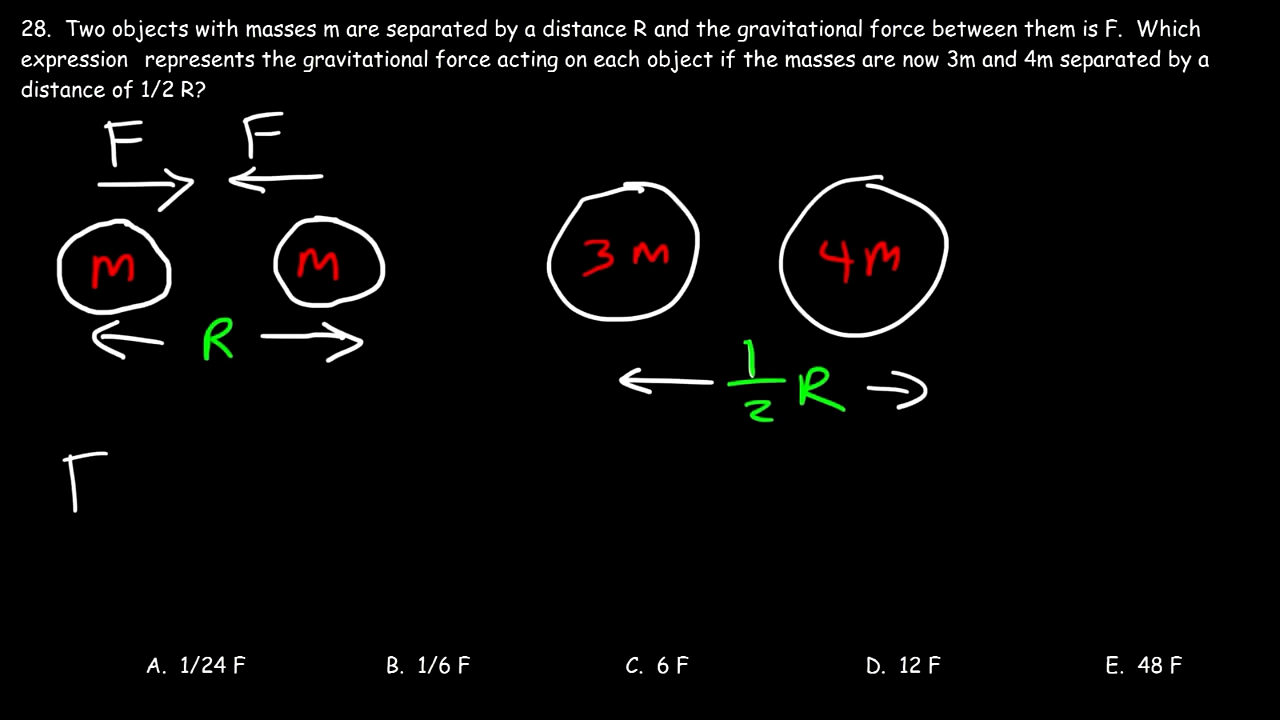 28. Two objects with masses m are separated by a distance R and the gravitational force between them is F. Which
expression represents the gravitational force acting on each object if the masses are now 3m and 4m separated by a
distance of 1/2 R?
F F
m m 3m 4m
R 1/2 R
A. 1/24 F B. 1/6 F C. 6 F D. 12 F E. 48 F